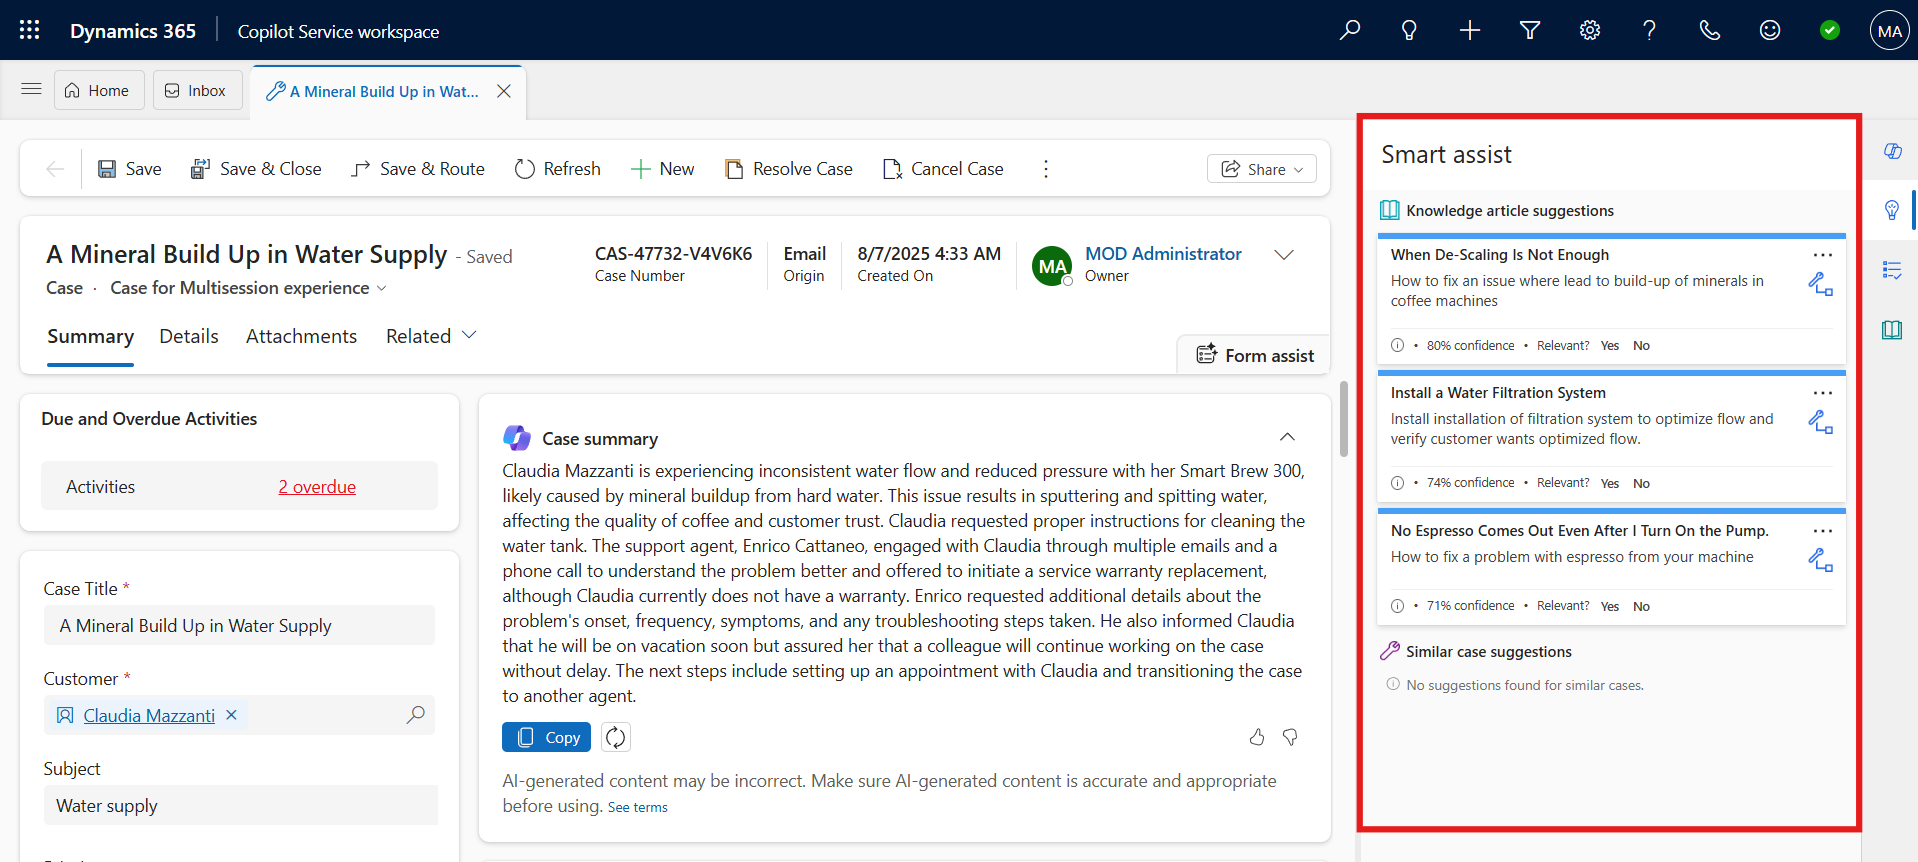 Dynamics 365
Copilot Service workspace
MA
Home
Inbox
A Mineral Build Up in Wat...
Save
Save & Close
Save & Route
Refresh
New
Resolve Case
Cancel Case
Share
A Mineral Build Up in Water Supply - Saved
Case · Case for Multisession experience
CAS-47732-V4V6K6
Case Number
Email
Origin
8/7/2025 4:33 AM
Created On
MA
MOD Administrator
Owner
Summary
Details
Attachments
Related
Form assist
Due and Overdue Activities
Activities
2 overdue
Case Title *
A Mineral Build Up in Water Supply
Customer *
Claudia Mazzanti
Subject
Water supply
Case summary
Claudia Mazzanti is experiencing inconsistent water flow and reduced pressure with her Smart Brew 300,
likely caused by mineral buildup from hard water. This issue results in sputtering and spitting water,
affecting the quality of coffee and customer trust. Claudia requested proper instructions for cleaning the
water tank. The support agent, Enrico Cattaneo, engaged with Claudia through multiple emails and a
phone call to understand the problem better and offered to initiate a service warranty replacement,
although Claudia currently does not have a warranty. Enrico requested additional details about the
problem's onset, frequency, symptoms, and any troubleshooting steps taken. He also informed Claudia
that he will be on vacation soon but assured her that a colleague will continue working on the case
without delay. The next steps include setting up an appointment with Claudia and transitioning the case
to another agent.
Copy
AI-generated content may be incorrect. Make sure AI-generated content is accurate and appropriate
before using. See terms
Smart assist
Knowledge article suggestions
When De-Scaling Is Not Enough
How to fix an issue where lead to build-up of minerals in
coffee machines
• 80% confidence • Relevant? Yes No
Install a Water Filtration System
Install installation of filtration system to optimize flow and
verify customer wants optimized flow.
• 74% confidence • Relevant? Yes No
No Espresso Comes Out Even After I Turn On the Pump.
How to fix a problem with espresso from your machine
• 71% confidence • Relevant? Yes No
Similar case suggestions
No suggestions found for similar cases.